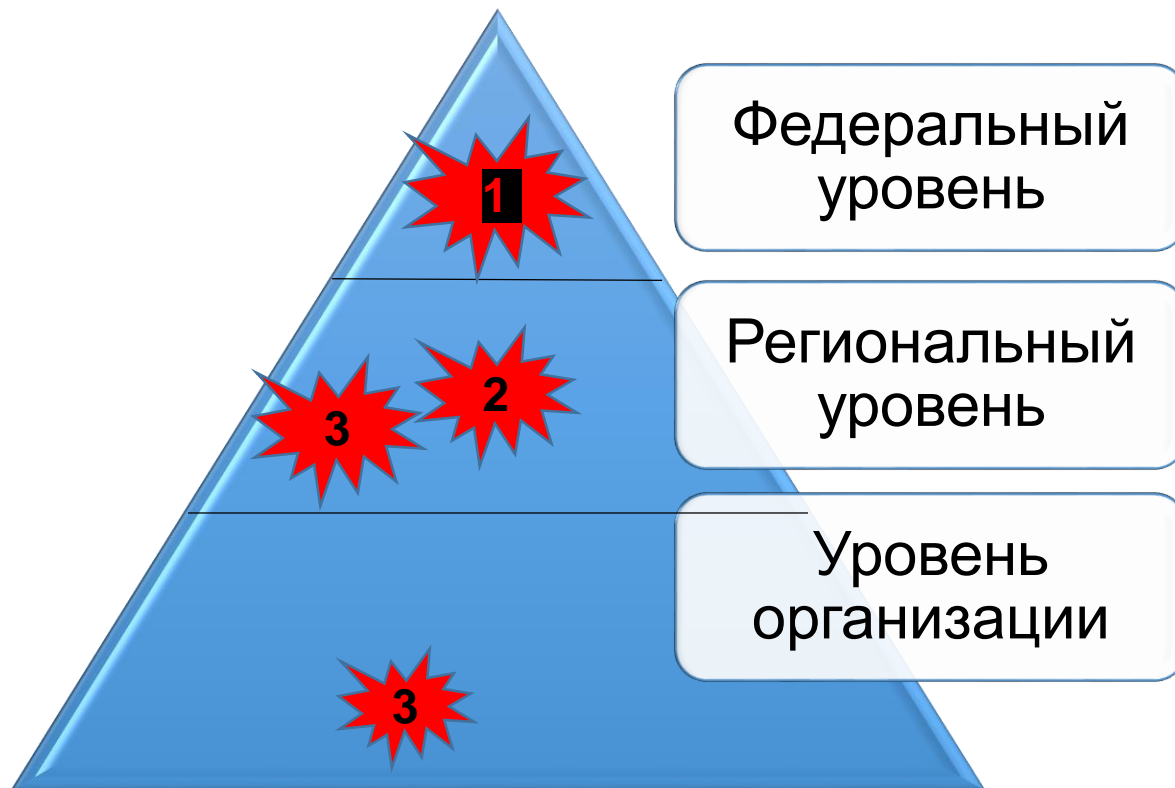 1
Федеральный
уровень
2
3
Региональный
уровень
3
Уровень
организации